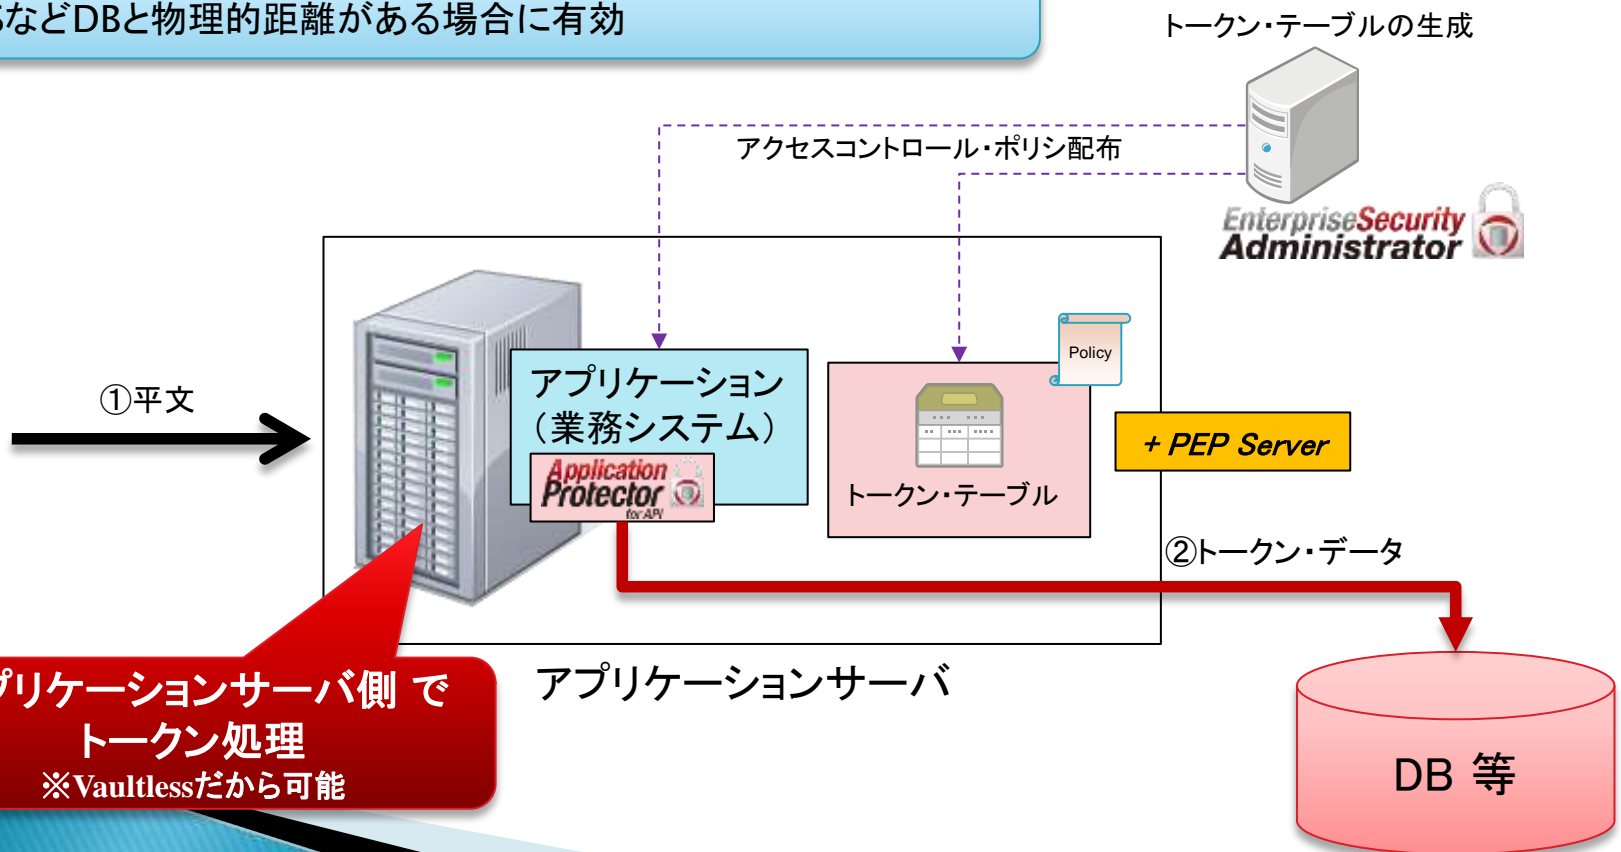 などDBと物理的距離がある場合に有効
トークン・テーブルの生成
アクセスコントロール・ポリシ配布
EnterpriseSecurity
Administrator
①平文
アプリケーション
（業務システム）
Application
Protector
for API
Policy
トークン・テーブル
+ PEP Server
②トークン・データ
プリケーションサーバ側 で
トークン処理
※Vaultlessだから可能
アプリケーションサーバ
DB 等